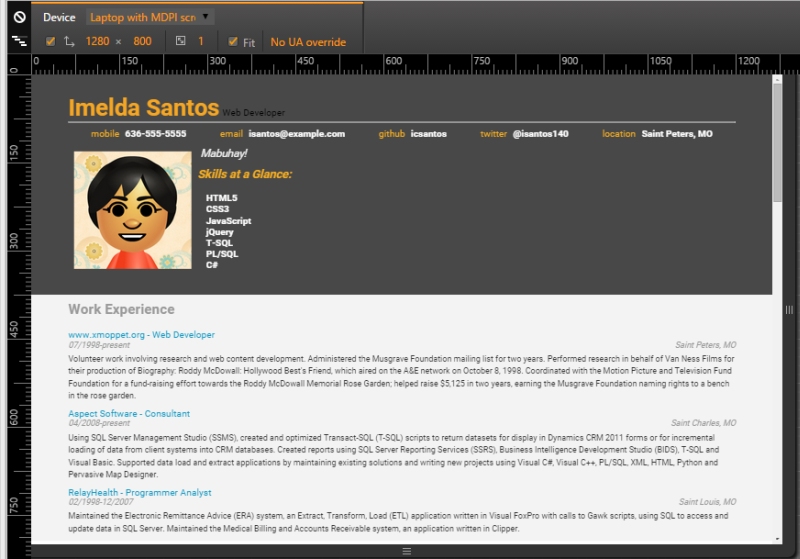 Device Laptop with MDPI scr
1280 × 800 1 Fit No UA override
0 150 300 450 600 750 900 1050 1200
0
150
300
450
600
750
Imelda Santos Web Developer
mobile 636-555-5555 email isantos@example.com github icsantos twitter @isantos140 location Saint Peters, MO
Mabuhay!
Skills at a Glance:
HTML5
CSS3
JavaScript
jQuery
T-SQL
PL/SQL
C#
Work Experience
www.xmoppet.org - Web Developer
07/1998-present Saint Peters, MO
Volunteer work involving research and web content development. Administered the Musgrave Foundation mailing list for two years. Performed research in behalf of Van Ness Films for
their production of Biography: Roddy McDowall: Hollywood Best's Friend, which aired on the A&E network on October 8, 1998. Coordinated with the Motion Picture and Television Fund
Foundation for a fund-raising effort towards the Roddy McDowall Memorial Rose Garden; helped raise $5,125 in two years, earning the Musgrave Foundation naming rights to a bench
in the rose garden.
Aspect Software - Consultant
04/2008-present Saint Charles, MO
Using SQL Server Management Studio (SSMS), created and optimized Transact-SQL (T-SQL) scripts to return datasets for display in Dynamics CRM 2011 forms or for incremental
loading of data from client systems into CRM databases. Created reports using SQL Server Reporting Services (SSRS), Business Intelligence Development Studio (BIDS), T-SQL and
Visual Basic. Supported data load and extract applications by maintaining existing solutions and writing new projects using Visual C#, Visual C++, PL/SQL, XML, HTML, Python and
Pervasive Map Designer.
RelayHealth - Programmer Analyst
02/1998-12/2007 Saint Louis, MO
Maintained the Electronic Remittance Advice (ERA) system, an Extract, Transform, Load (ETL) application written in Visual FoxPro with calls to Gawk scripts, using SQL to access and
update data in SQL Server. Maintained the Medical Billing and Accounts Receivable system, an application written in Clipper.